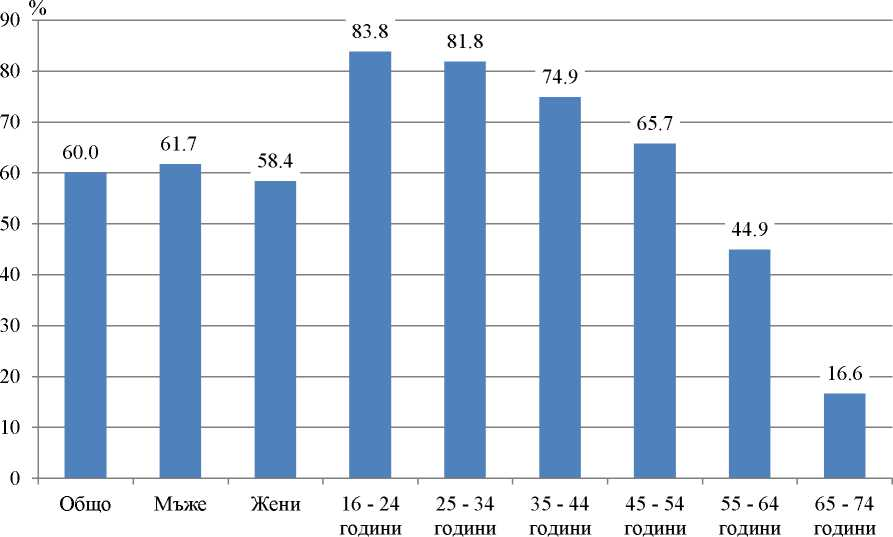 %
90
80
70
60
50
40
30
20
10
0
60.0
61.7
58.4
83.8
81.8
74.9
65.7
44.9
16.6
Общо
Мъже
Жени
16 - 24
години
25 - 34
години
35 - 44
години
45 - 54
години
55 - 64
години
65 - 74
години